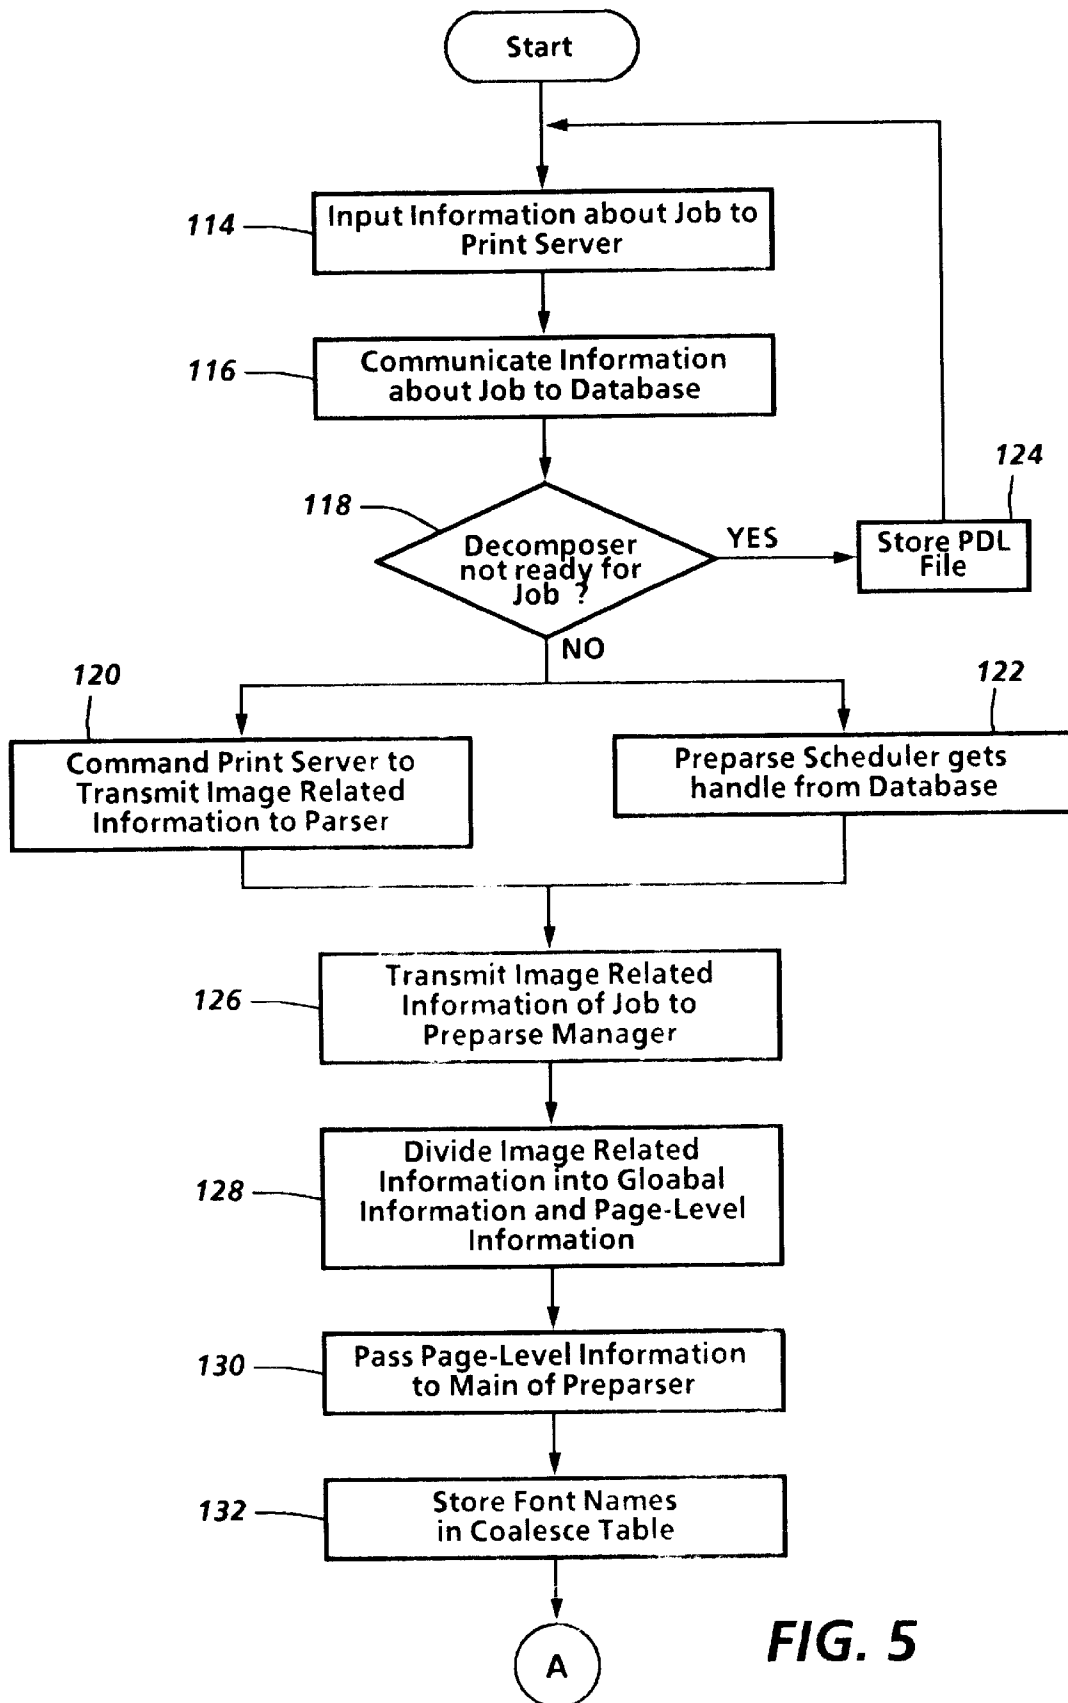 Start
114
Input Information about Job to
Print Server
116
Communicate Information
about Job to Database
118
Decomposer
not ready for
Job ?
YES
124
Store PDL
File
NO
120
Command Print Server to
Transmit Image Related
Information to Parser
122
Preparse Scheduler gets
handle from Database
126
Transmit Image Related
Information of Job to
Preparse Manager
128
Divide Image Related
Information into Gloabal
Information and Page-Level
Information
130
Pass Page-Level Information
to Main of Preparser
132
Store Font Names
in Coalesce Table
A
FIG. 5